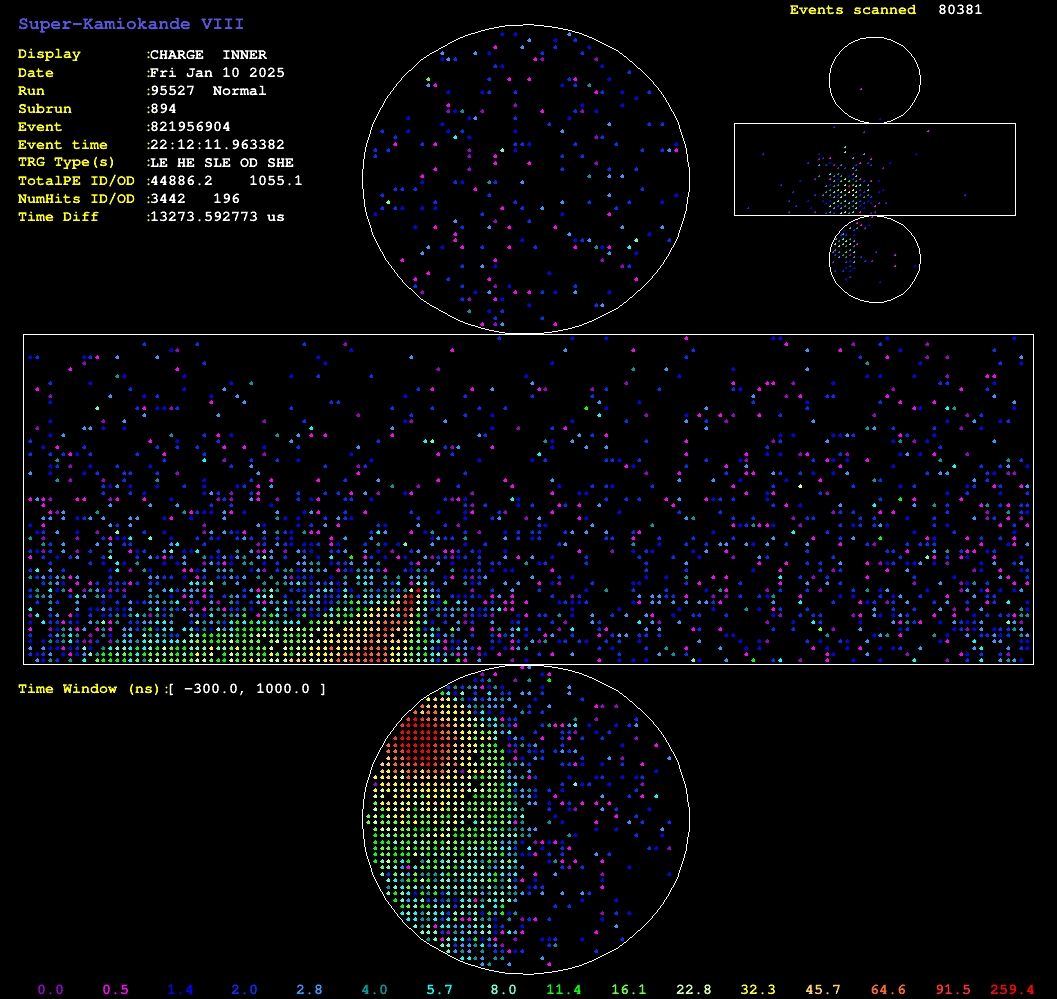 Super-Kamiokande VIII
Events scanned 80381
Display :CHARGE INNER
Date :Fri Jan 10 2025
Run :95527 Normal
Subrun :894
Event :821956904
Event time :22:12:11.963382
TRG Type(s) :LE HE SLE OD SHE
TotalPE ID/OD :44886.2 1055.1
NumHits ID/OD :3442 196
Time Diff :13273.592773 us
Time Window (ns):[ -300.0, 1000.0 ]
0.0 0.5 1.4 2.0 2.8 4.0 5.7 8.0 11.4 16.1 22.8 32.3 45.7 64.6 91.5 259.4